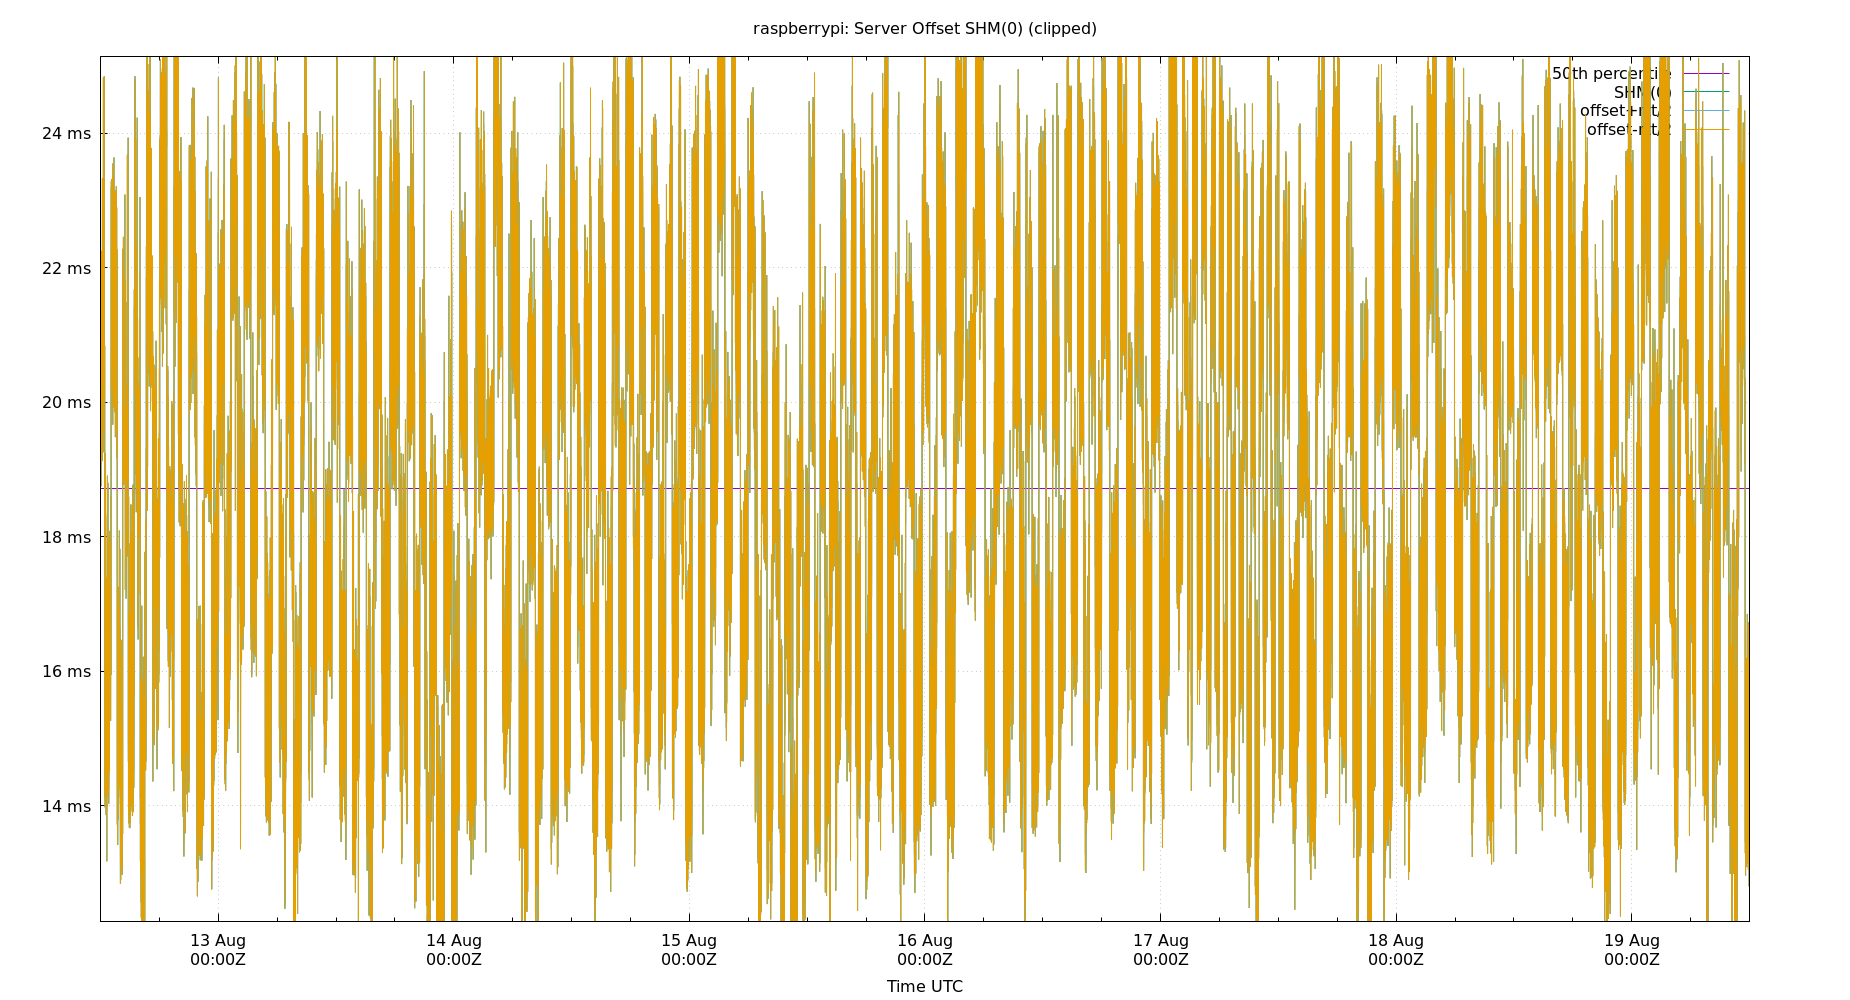 raspberrypi: Server Offset SHM(0) (clipped)
50th percentile
SHM(0)
offset+rtt/2
offset-rtt/2
24 ms
22 ms
20 ms
18 ms
16 ms
14 ms
13 Aug 14 Aug 15 Aug 16 Aug 17 Aug 18 Aug 19 Aug
00:00Z 00:00Z 00:00Z 00:00Z 00:00Z 00:00Z 00:00Z
Time UTC